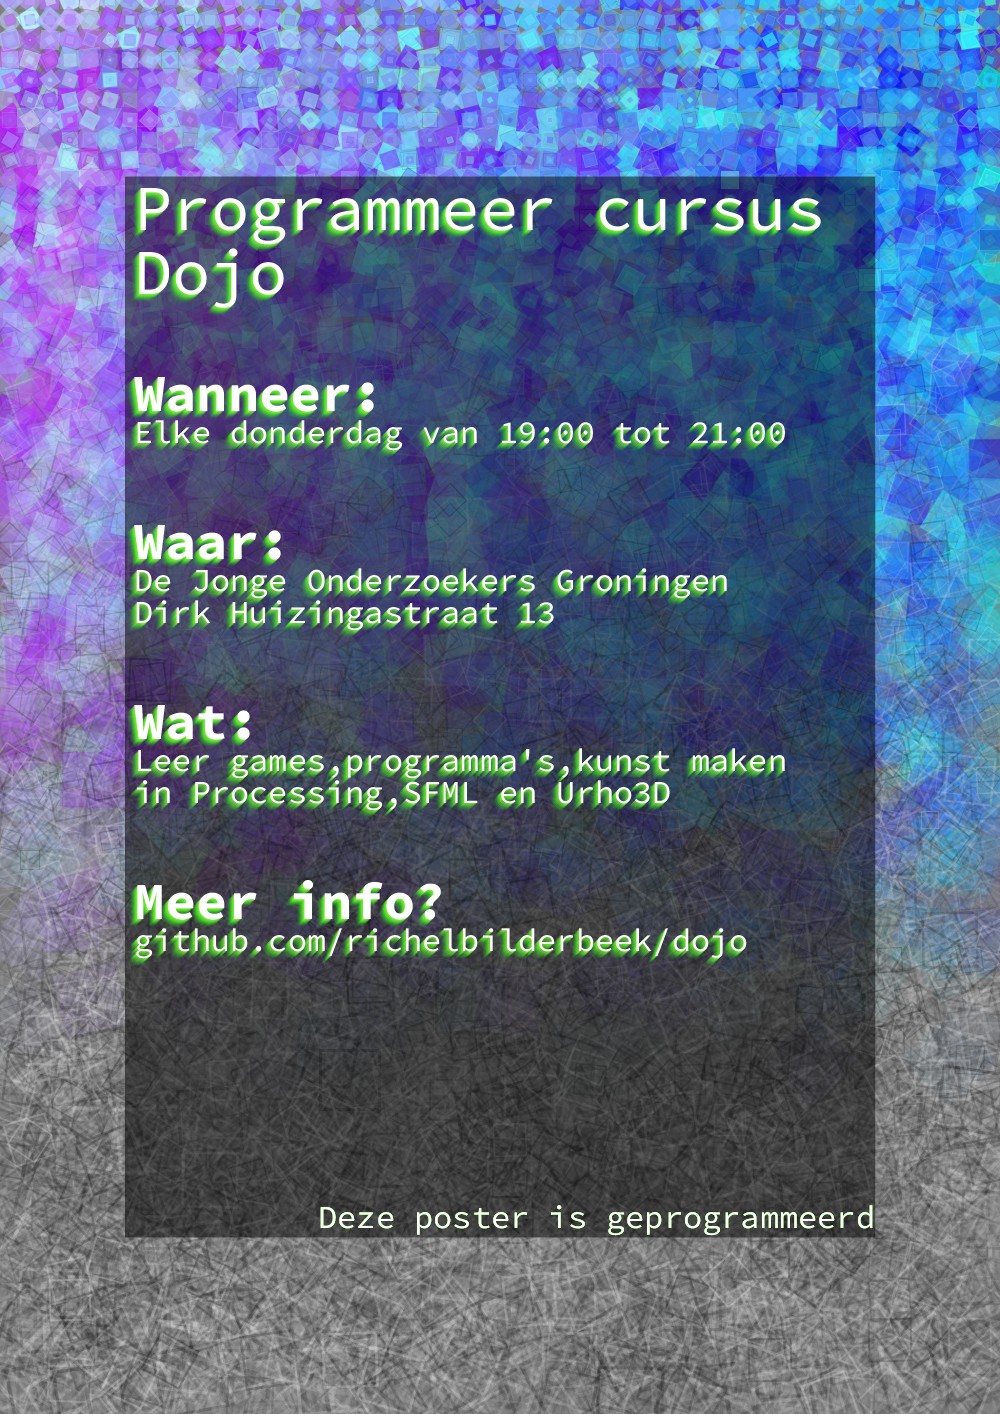 Programmeer cursus
Dojo
Wanneer:
Elke donderdag van 19:00 tot 21:00
Waar:
De Jonge Onderzoekers Groningen
Dirk Huizingastraat 13
Wat:
Leer games,programma's,kunst maken
in Processing,SFML en Urho3D
Meer info?
github.com/richelbilderbeek/dojo
Deze poster is geprogrammeerd